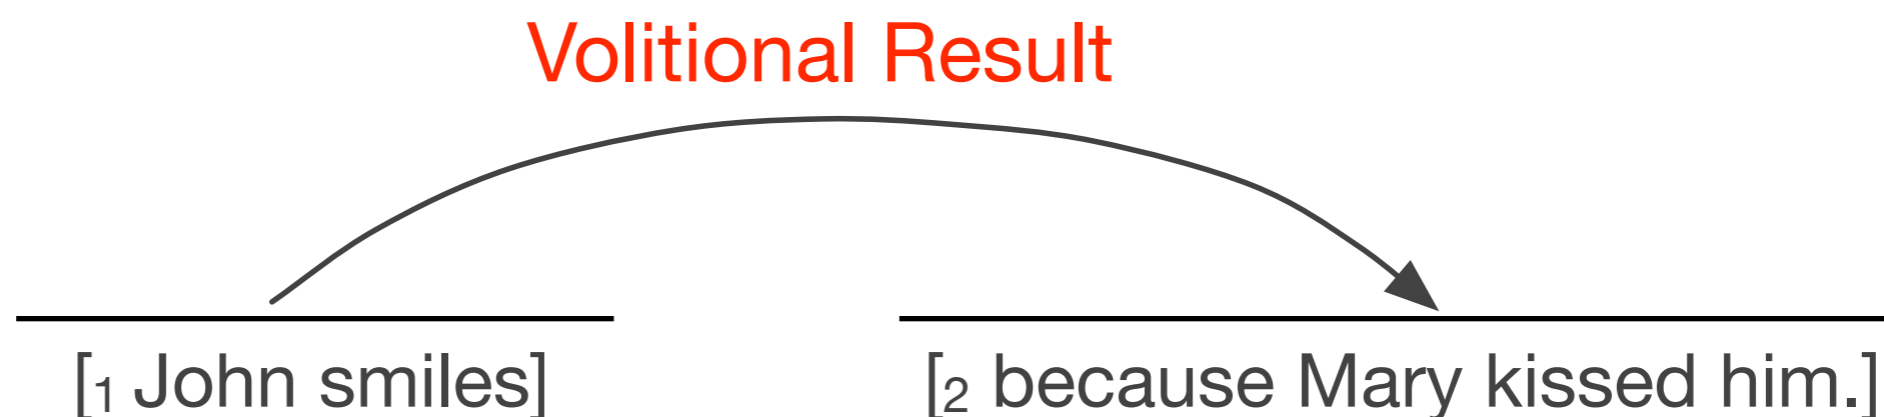 Volitional Result
[1 John smiles] [2 because Mary kissed him.]